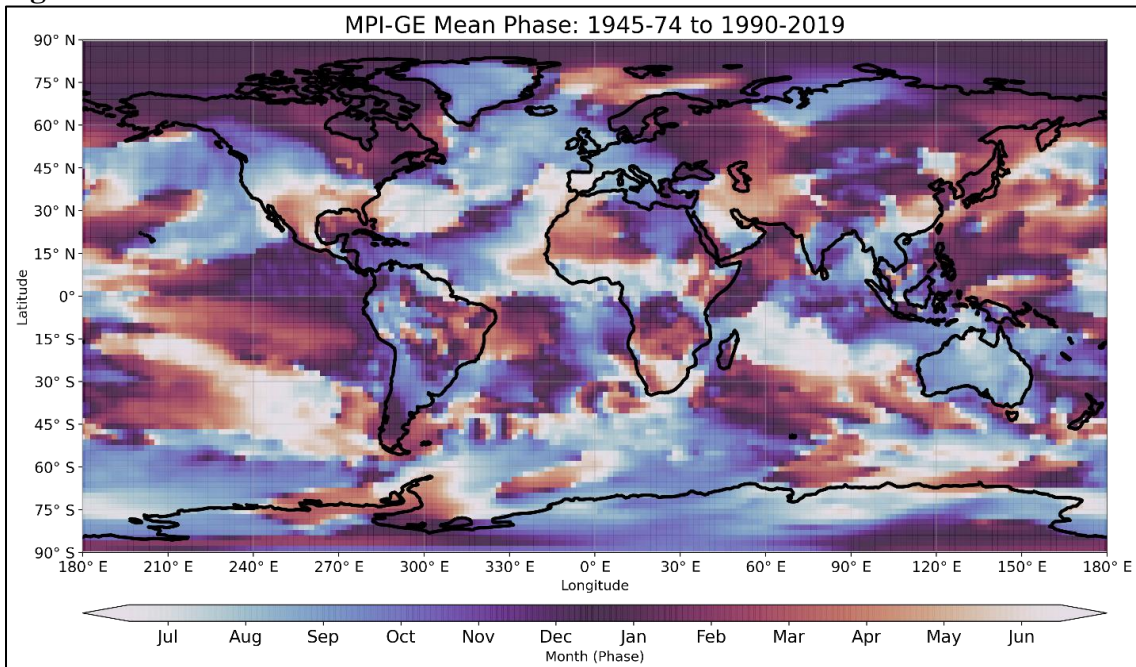 MPI-GE Mean Phase: 1945-74 to 1990-2019
90° N
75° N
60° N
45° N
30° N
15° N
0°
15° S
30° S
45° S
60° S
75° S
90° S
Latitude
180° E 210° E 240° E 270° E 300° E 330° E 0° E 30° E 60° E 90° E 120° E 150° E 180° E
Longitude
Jul Aug Sep Oct Nov Dec Jan Feb Mar Apr May Jun
Month (Phase)